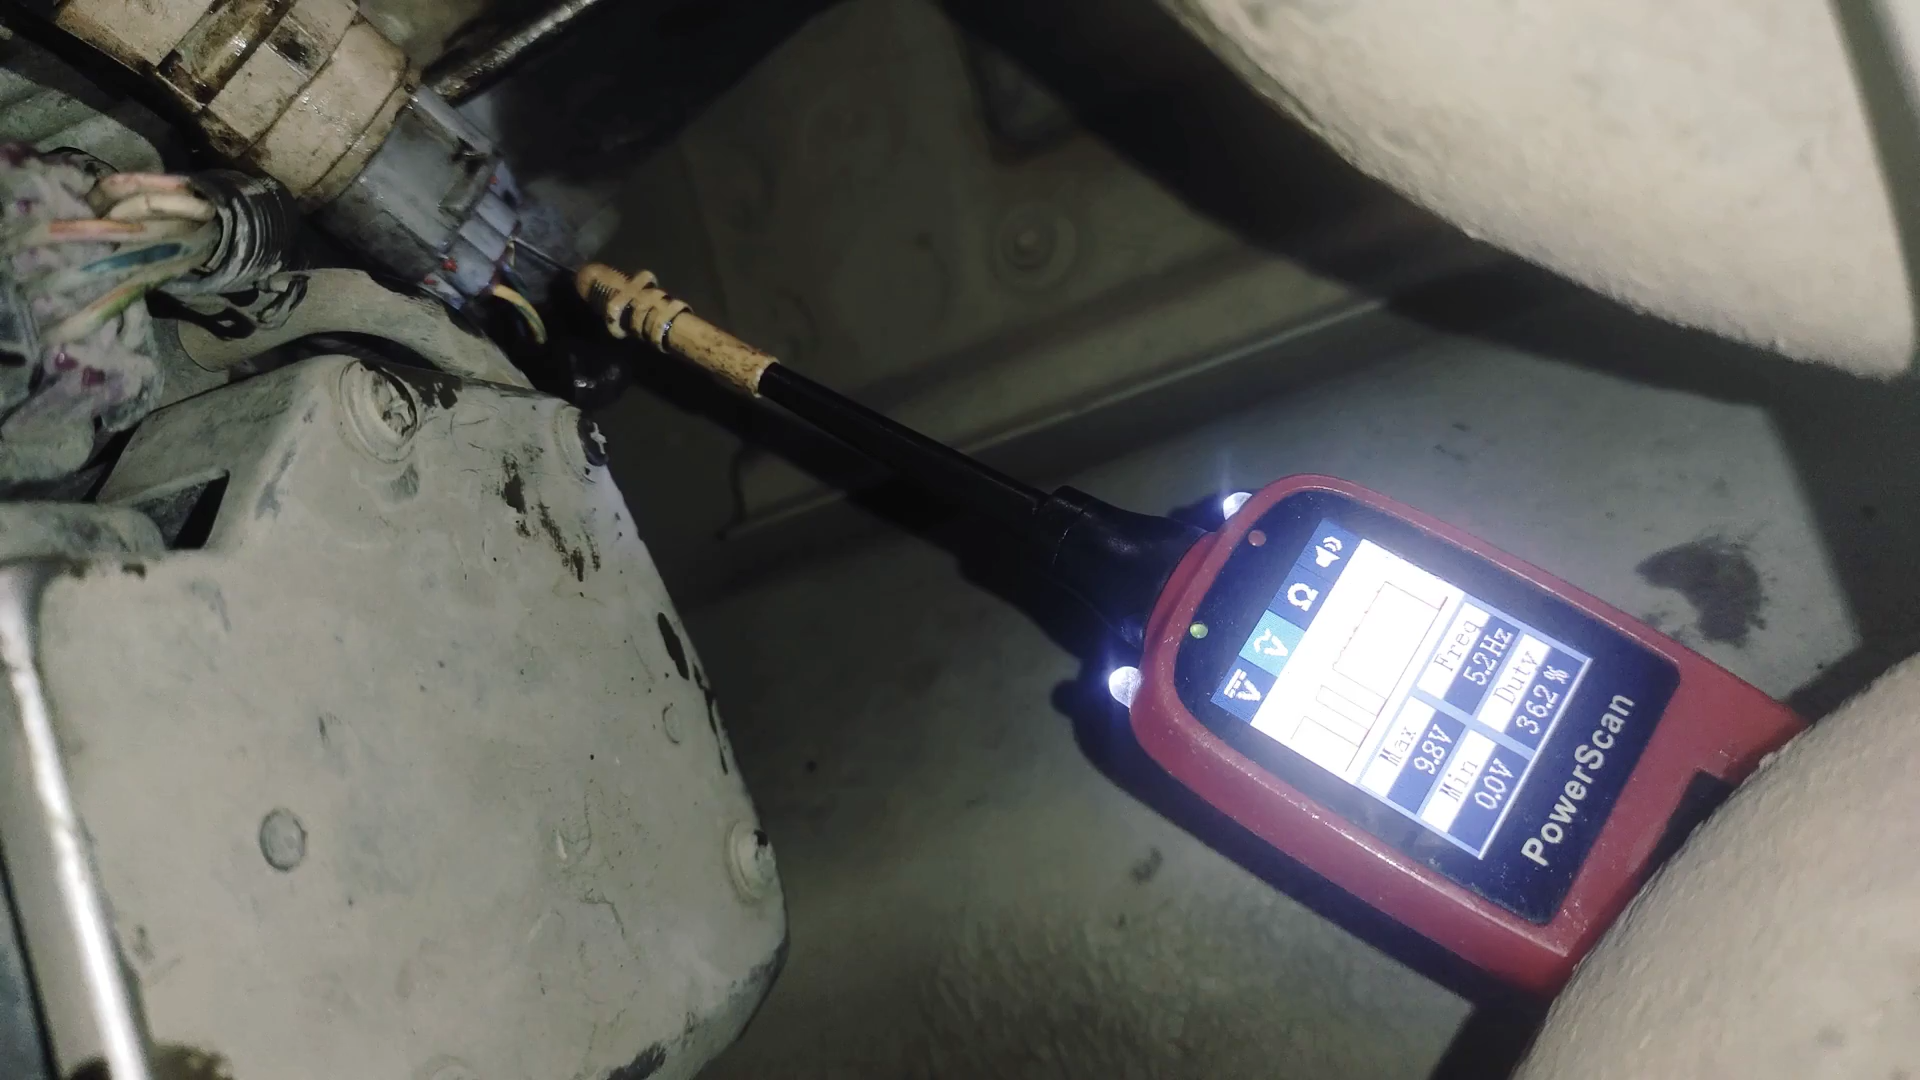 Max
9.8V
Freq
5.2Hz
Min
0.0V
Duty
36.2 %
V
V
Ω
PowerScan